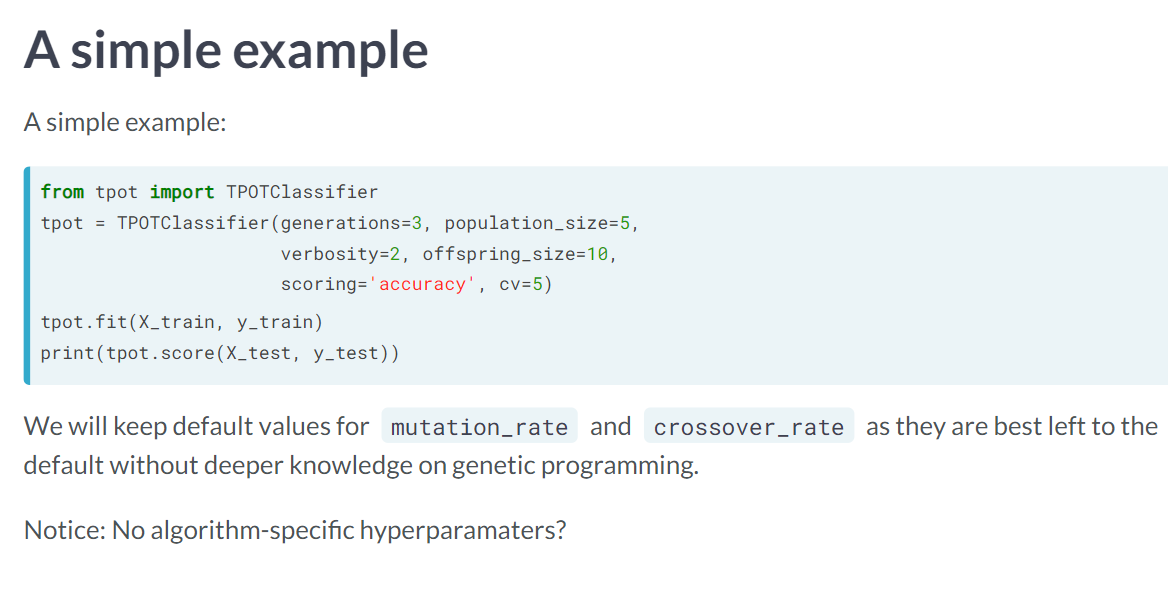 A simple example
A simple example:
from tpot import TPOTClassifier
tpot = TPOTClassifier(generations=3, population_size=5,
verbosity=2, offspring_size=10,
scoring='accuracy', cv=5)
tpot.fit(X_train, y_train)
print(tpot.score(X_test, y_test))
We will keep default values for mutation_rate and crossover_rate as they are best left to the
default without deeper knowledge on genetic programming.
Notice: No algorithm-specific hyperparamaters?